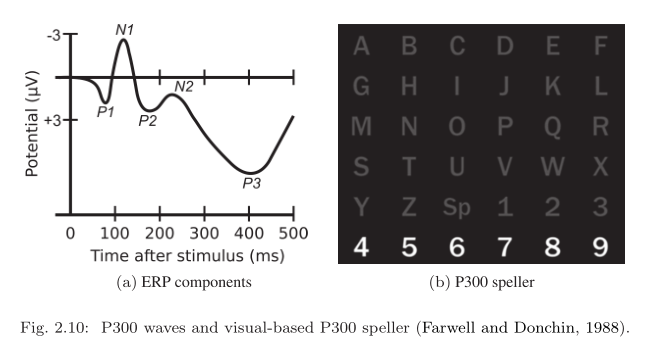 N1
-3
N2
P1
P2
+3
P3
Potential (μV)
0 100 200 300 400 500
Time after stimulus (ms)
(a) ERP components
A B C D E F
G H I J K L
M N O P Q R
S T U V W X
Y Z Sp 1 2 3
4 5 6 7 8 9
(b) P300 speller
Fig. 2.10: P300 waves and visual-based P300 speller (Farwell and Donchin, 1988).